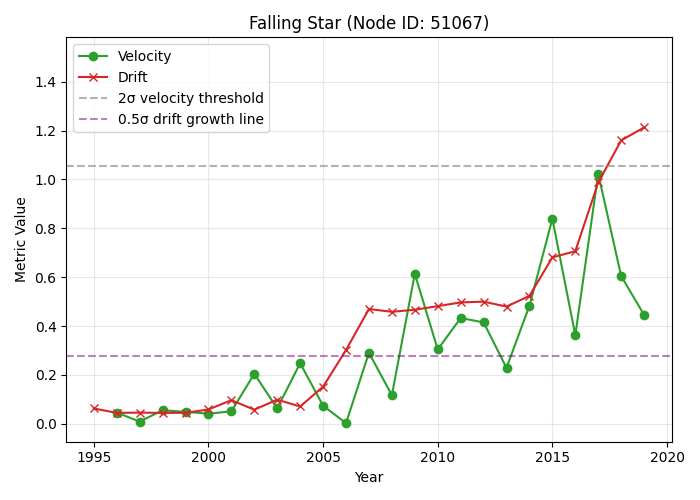 Falling Star (Node ID: 51067)
Velocity
Drift
2σ velocity threshold
0.5σ drift growth line
Metric Value
1.4
1.2
1.0
0.8
0.6
0.4
0.2
0.0
1995
2000
2005
2010
2015
2020
Year